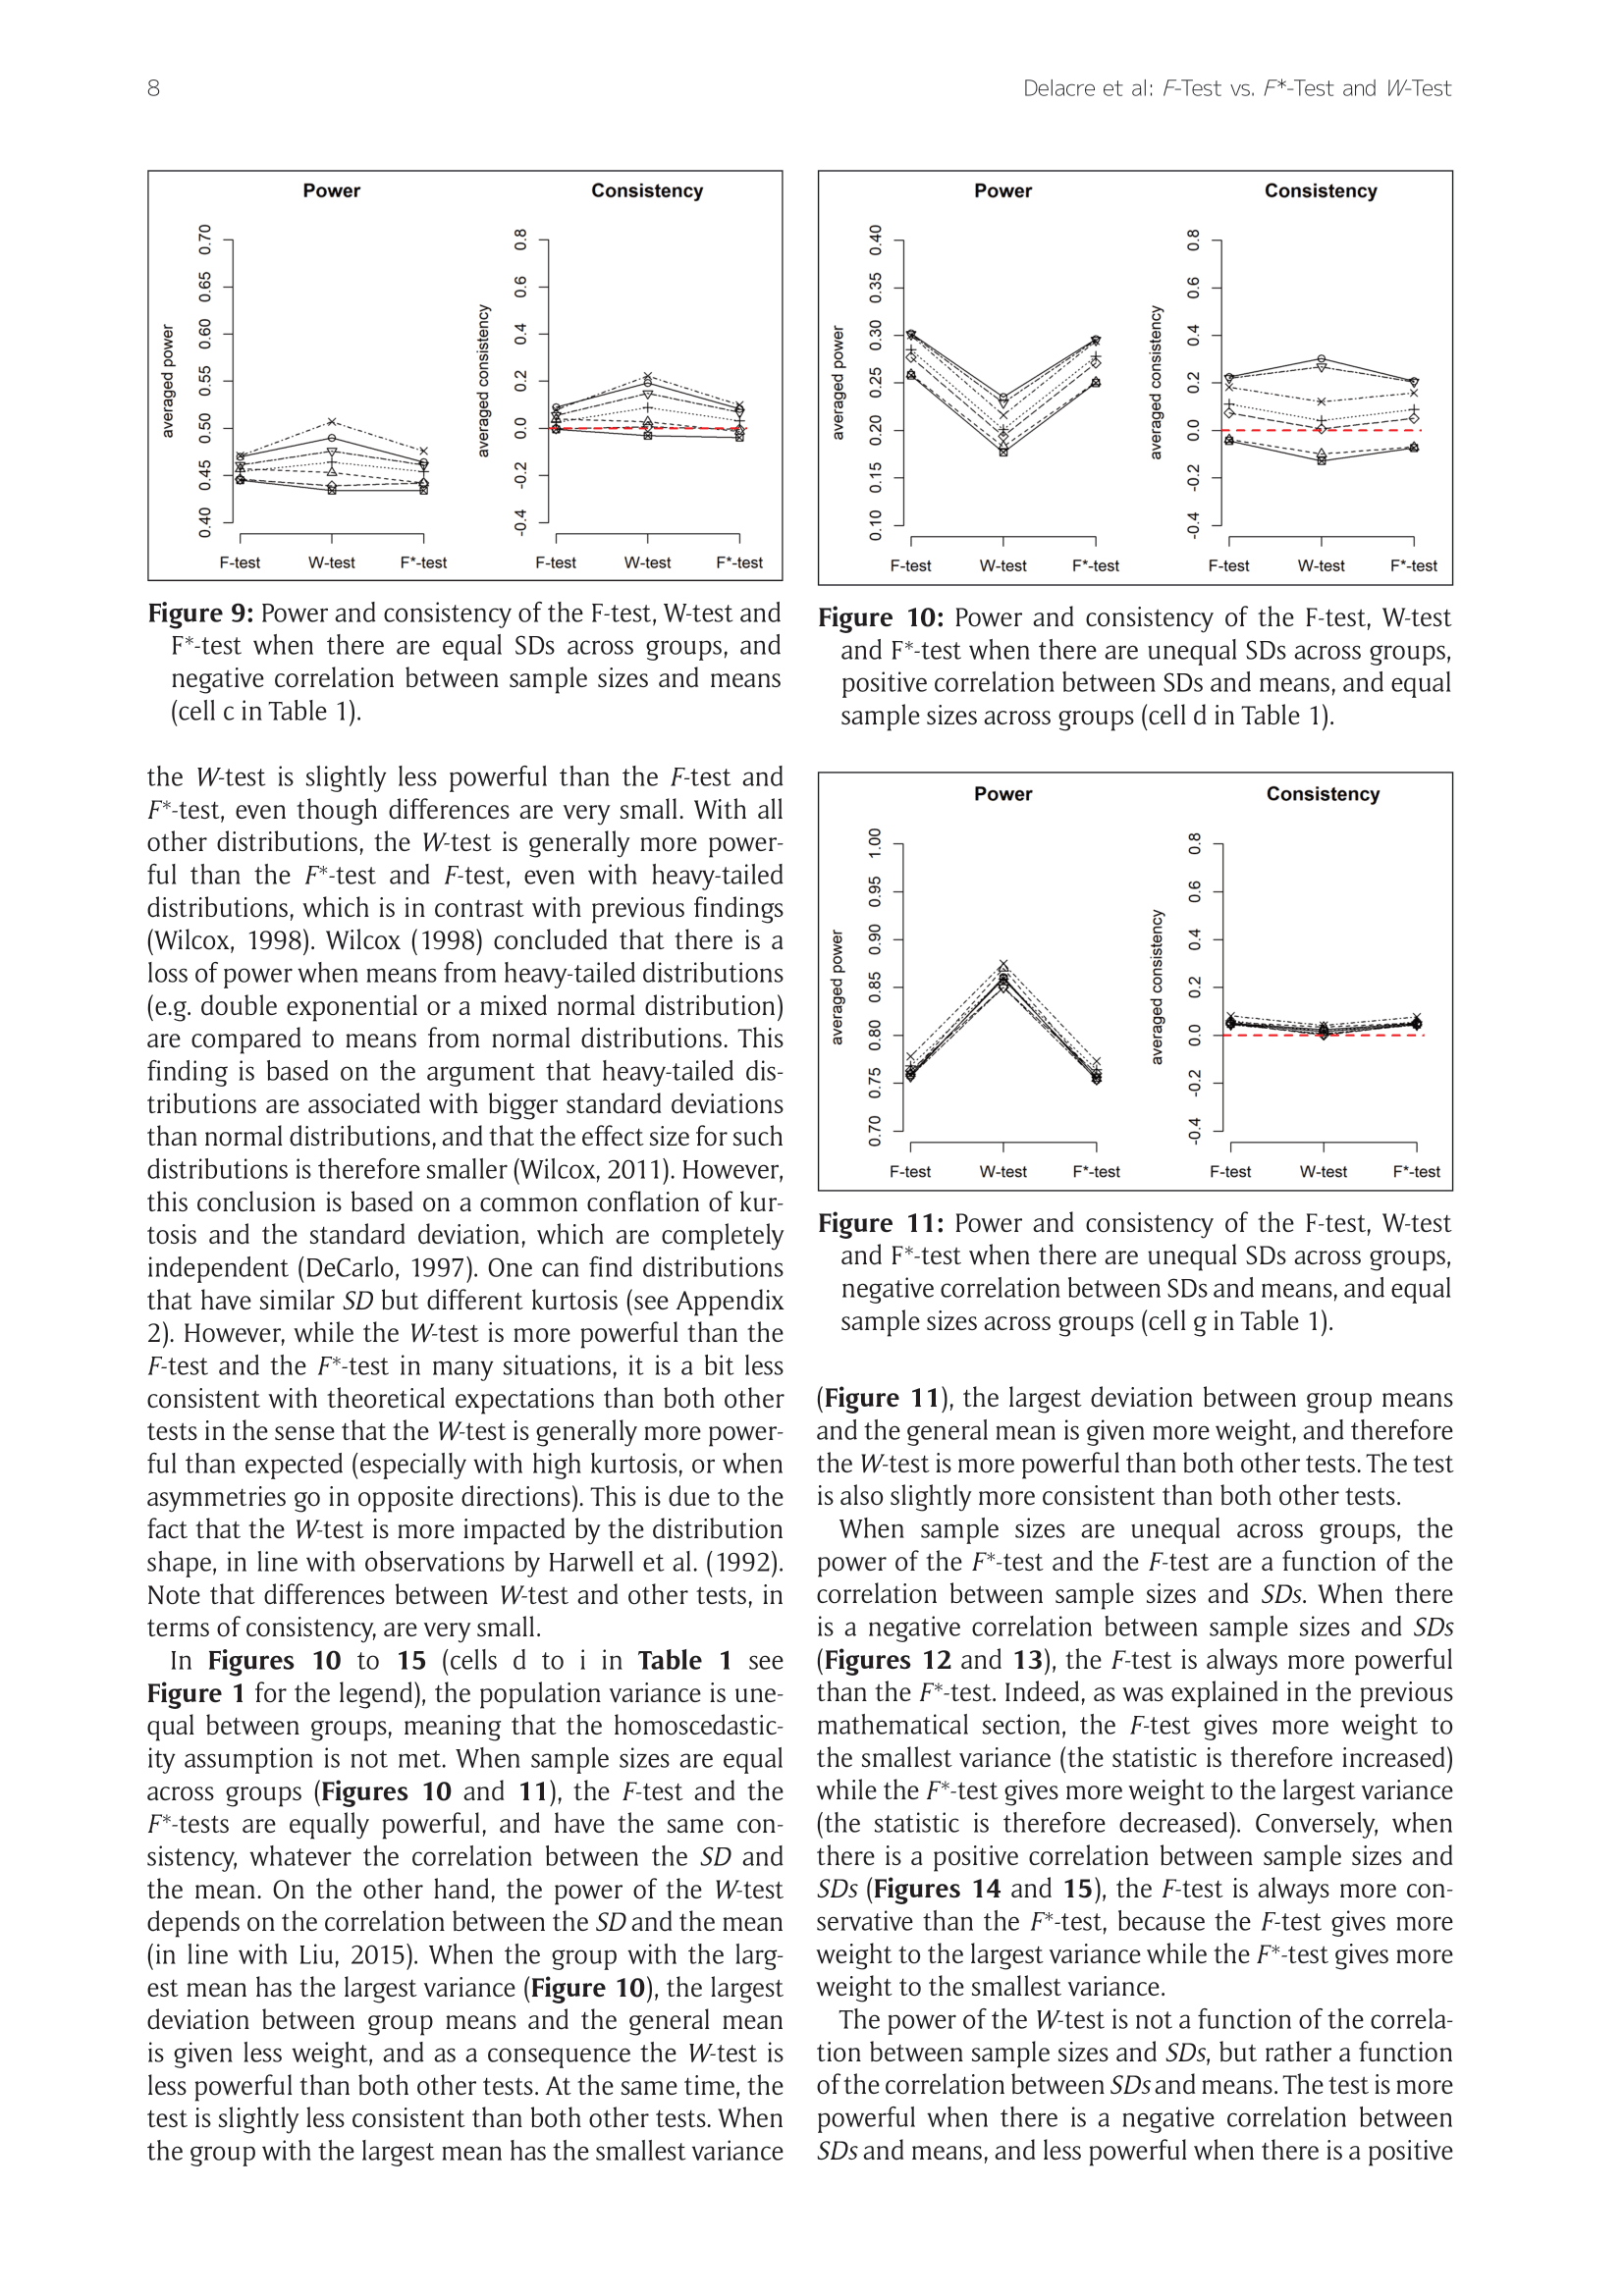 8
Delacre et al: F-Test vs. F*-Test and W-Test
Power
Consistency
averaged power
0.40 0.45 0.50 0.55 0.60 0.65 0.70
averaged consistency
-0.4 -0.2 0.0 0.2 0.4 0.6 0.8
F-test W-test F*-test
F-test W-test F*-test
Figure 9: Power and consistency of the F-test, W-test and
F*-test when there are equal SDs across groups, and
negative correlation between sample sizes and means
(cell c in Table 1).
the W-test is slightly less powerful than the F-test and
F*-test, even though differences are very small. With all
other distributions, the W-test is generally more power-
ful than the F*-test and F-test, even with heavy-tailed
distributions, which is in contrast with previous findings
(Wilcox, 1998). Wilcox (1998) concluded that there is a
loss of power when means from heavy-tailed distributions
(e.g. double exponential or a mixed normal distribution)
are compared to means from normal distributions. This
finding is based on the argument that heavy-tailed dis-
tributions are associated with bigger standard deviations
than normal distributions, and that the effect size for such
distributions is therefore smaller (Wilcox, 2011). However,
this conclusion is based on a common conflation of kur-
tosis and the standard deviation, which are completely
independent (DeCarlo, 1997). One can find distributions
that have similar SD but different kurtosis (see Appendix
2). However, while the W-test is more powerful than the
F-test and the F*-test in many situations, it is a bit less
consistent with theoretical expectations than both other
tests in the sense that the W-test is generally more power-
ful than expected (especially with high kurtosis, or when
asymmetries go in opposite directions). This is due to the
fact that the W-test is more impacted by the distribution
shape, in line with observations by Harwell et al. (1992).
Note that differences between W-test and other tests, in
terms of consistency, are very small.
In Figures 10 to 15 (cells d to i in Table 1 see
Figure 1 for the legend), the population variance is une-
qual between groups, meaning that the homoscedastic-
ity assumption is not met. When sample sizes are equal
across groups (Figures 10 and 11), the F-test and the
F*-tests are equally powerful, and have the same con-
sistency, whatever the correlation between the SD and
the mean. On the other hand, the power of the W-test
depends on the correlation between the SD and the mean
(in line with Liu, 2015). When the group with the larg-
est mean has the largest variance (Figure 10), the largest
deviation between group means and the general mean
is given less weight, and as a consequence the W-test is
less powerful than both other tests. At the same time, the
test is slightly less consistent than both other tests. When
the group with the largest mean has the smallest variance
Power
Consistency
averaged power
0.10 0.15 0.20 0.25 0.30 0.35 0.40
averaged consistency
-0.4 -0.2 0.0 0.2 0.4 0.6 0.8
F-test W-test F*-test
F-test W-test F*-test
Figure 10: Power and consistency of the F-test, W-test
and F*-test when there are unequal SDs across groups,
positive correlation between SDs and means, and equal
sample sizes across groups (cell d in Table 1).
Power
Consistency
averaged power
0.70 0.75 0.80 0.85 0.90 0.95 1.00
averaged consistency
-0.4 -0.2 0.0 0.2 0.4 0.6 0.8
F-test W-test F*-test
F-test W-test F*-test
Figure 11: Power and consistency of the F-test, W-test
and F*-test when there are unequal SDs across groups,
negative correlation between SDs and means, and equal
sample sizes across groups (cell g in Table 1).
(Figure 11), the largest deviation between group means
and the general mean is given more weight, and therefore
the W-test is more powerful than both other tests. The test
is also slightly more consistent than both other tests.
When sample sizes are unequal across groups, the
power of the F*-test and the F-test are a function of the
correlation between sample sizes and SDs. When there
is a negative correlation between sample sizes and SDs
(Figures 12 and 13), the F-test is always more powerful
than the F*-test. Indeed, as was explained in the previous
mathematical section, the F-test gives more weight to
the smallest variance (the statistic is therefore increased)
while the F*-test gives more weight to the largest variance
(the statistic is therefore decreased). Conversely, when
there is a positive correlation between sample sizes and
SDs (Figures 14 and 15), the F-test is always more con-
servative than the F*-test, because the F-test gives more
weight to the largest variance while the F*-test gives more
weight to the smallest variance.
The power of the W-test is not a function of the correla-
tion between sample sizes and SDs, but rather a function
of the correlation between SDs and means. The test is more
powerful when there is a negative correlation between
SDs and means, and less powerful when there is a positive